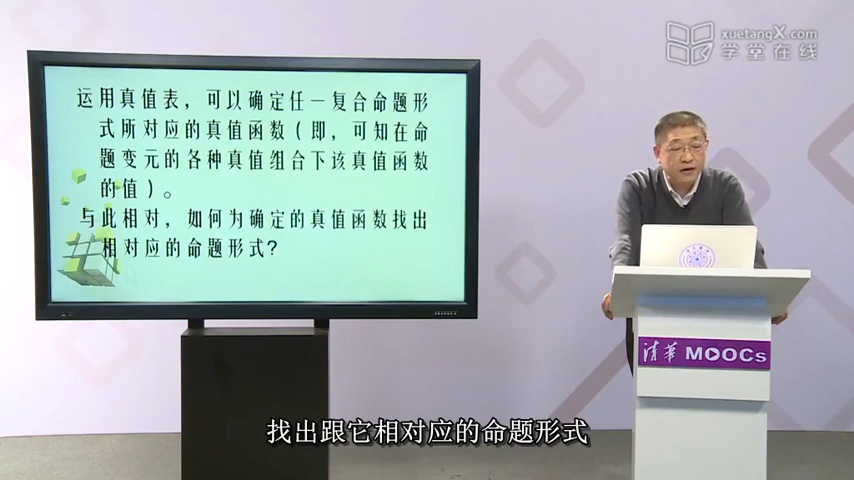 xuetangX.com
学堂在线
运用真值表，可以确定任一复合命题形
式所对应的真值函数（即，可知在命
题变元的各种真值组合下该真值函数
的值）。
与此相对，如何为确定的真值函数找出
相对应的命题形式？
清华 MOOCs
找出跟它相对应的命题形式